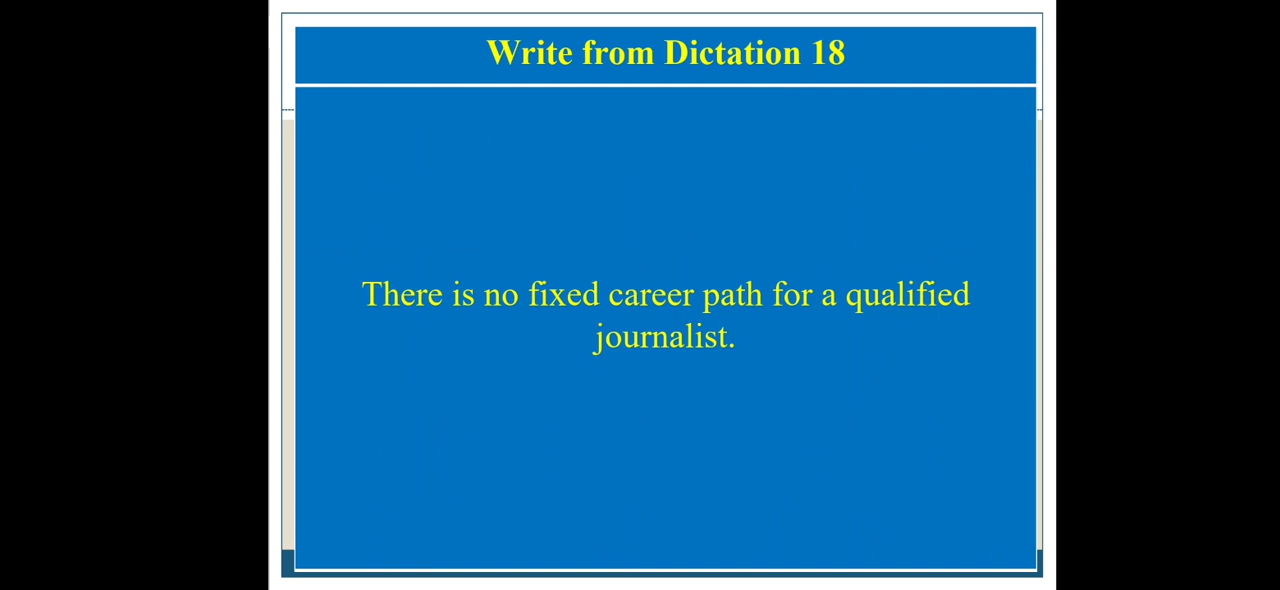 Write from Dictation 18
There is no fixed career path for a qualified
journalist.